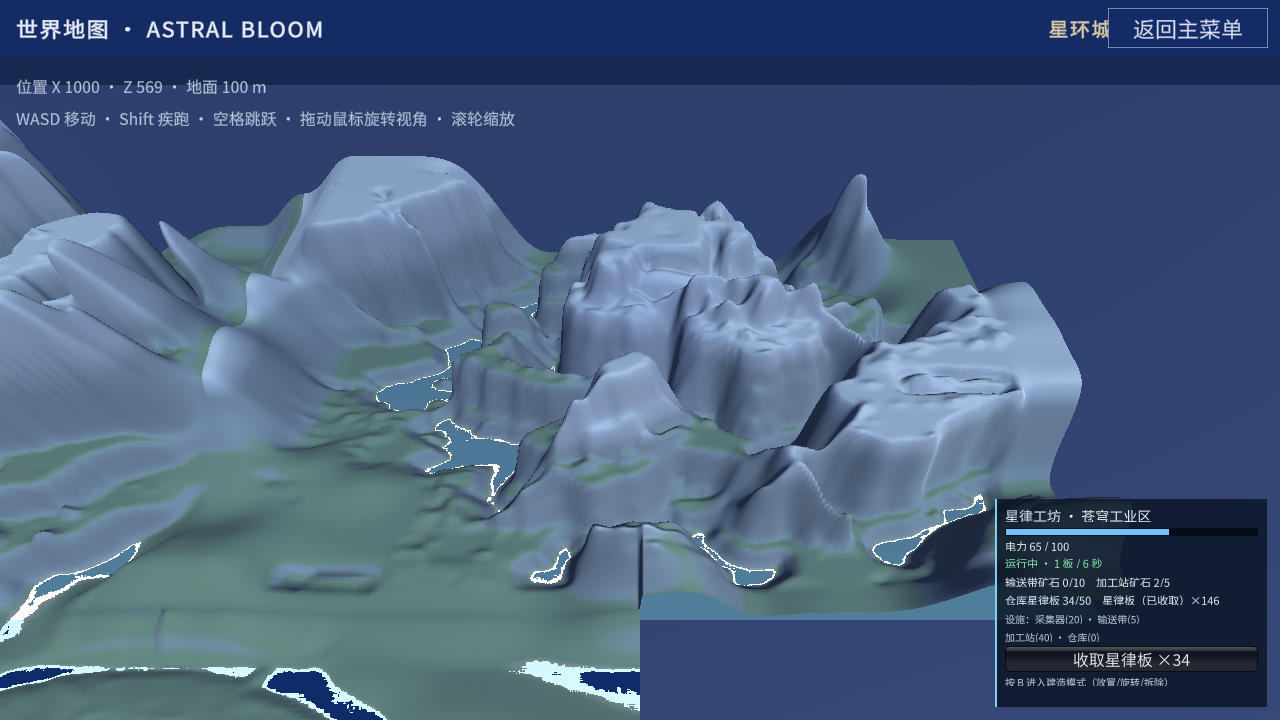 世界地图 · ASTRAL BLOOM
星环城
返回主菜单
位置 X 1000 · Z 569 · 地面 100 m
WASD 移动 · Shift 疾跑 · 空格跳跃 · 拖动鼠标旋转视角 · 滚轮缩放
星律工坊 · 苍穹工业区
电力 65 / 100
运行中 · 1 板 / 6 秒
输送带矿石 0/10 加工站矿石 2/5
仓库星律板 34/50 星律板（已收取）×146
设施：采集器(20) · 输送带(5)
加工站(40) · 仓库(0)
收取星律板 ×34
按 B 进入建造模式（放置/旋转/拆除）